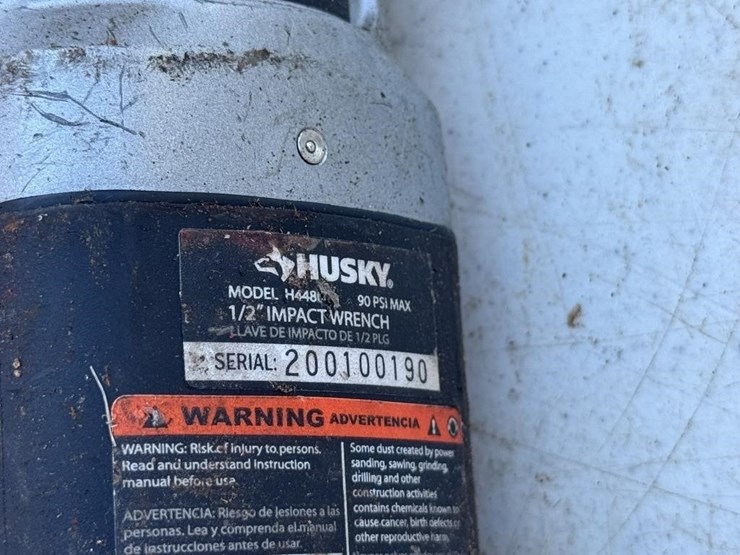 HUSKY®
MODEL 90 PSI MAX
1/2" IMPACT WRENCH
LLAVE DE IMPACTO DE 1/2 PLG
SERIAL: 200100190
WARNING ADVERTENCIA
WARNING: Risk of injury to persons.
Read and understand instruction
manual before use.
ADVERTENCIA: Riesgo de lesiones a las
personas. Lea y comprenda el manual
de instrucciones antes de usar.
Some dust created by power
sanding, sawing, grinding,
drilling and other
construction activities
contains chemicals known to
cause cancer, birth defects or
other reproductive harm.